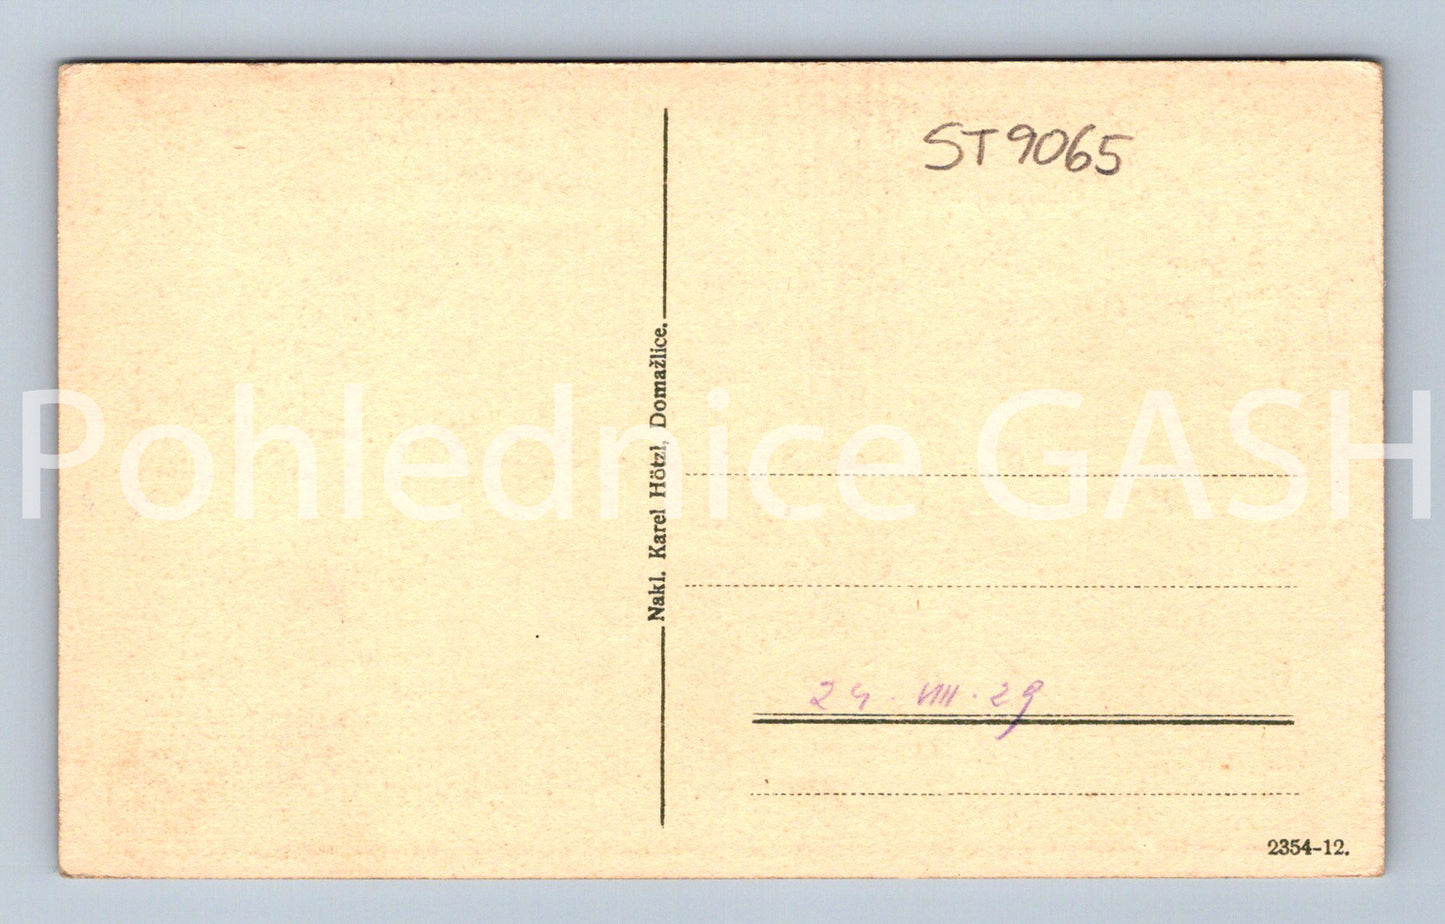 ST9065
Nakl. Karel Hötzl, Domažlice.
Pohlednice GASH
24. VIII. 29
2354-12.